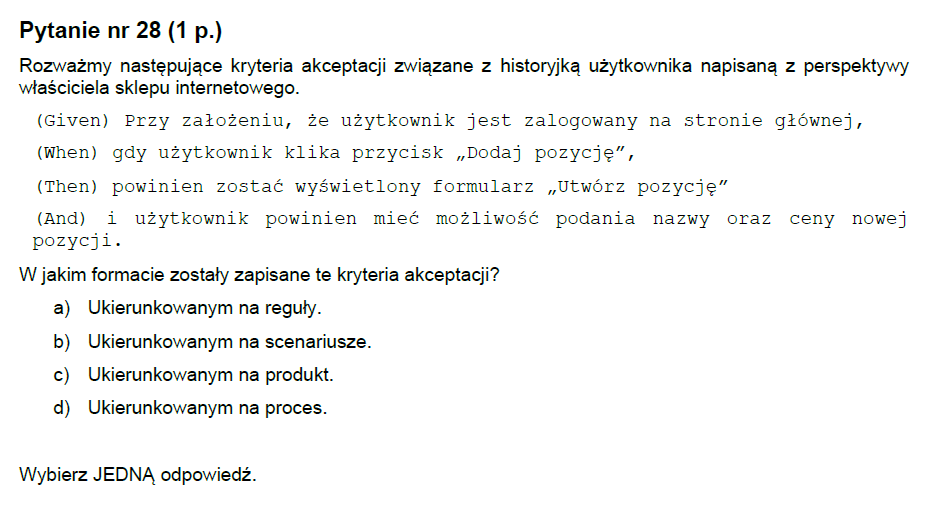 Pytanie nr 28 (1 p.)
Rozważmy następujące kryteria akceptacji związane z historyjką użytkownika napisaną z perspektywy
właściciela sklepu internetowego.
(Given) Przy założeniu, że użytkownik jest zalogowany na stronie głównej,
(When) gdy użytkownik klika przycisk „Dodaj pozycję”,
(Then) powinien zostać wyświetlony formularz „Utwórz pozycję”
(And) i użytkownik powinien mieć możliwość podania nazwy oraz ceny nowej
pozycji.
W jakim formacie zostały zapisane te kryteria akceptacji?
a) Ukierunkowanym na reguły.
b) Ukierunkowanym na scenariusze.
c) Ukierunkowanym na produkt.
d) Ukierunkowanym na proces.
Wybierz JEDNĄ odpowiedź.